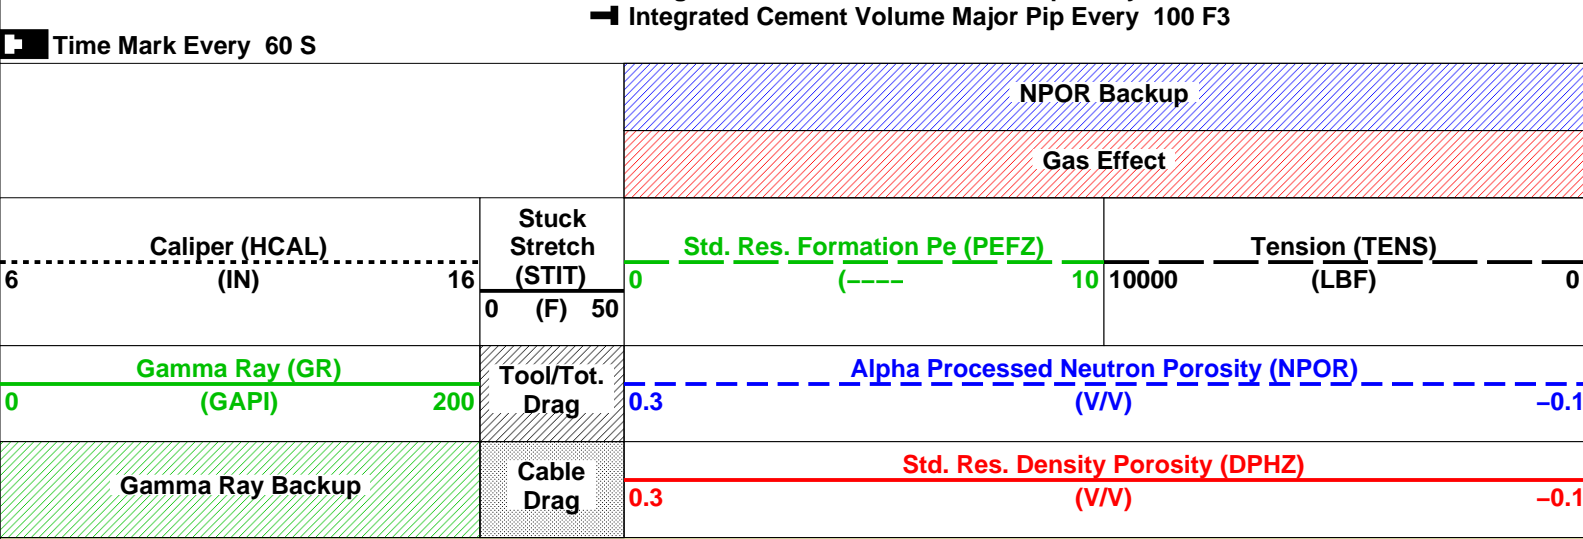 Integrated Cement Volume Major Pip Every 100 F3
Time Mark Every 60 S
NPOR Backup
Gas Effect
Caliper (HCAL)
6 (IN) 16
Stuck
Stretch
(STIT)
0 (F) 50
Std. Res. Formation Pe (PEFZ)
0 (---- 10
Tension (TENS)
10000 (LBF) 0
Gamma Ray (GR)
0 (GAPI) 200
Tool/Tot.
Drag
Alpha Processed Neutron Porosity (NPOR)
0.3 (V/V) −0.1
Gamma Ray Backup
Cable
Drag
Std. Res. Density Porosity (DPHZ)
0.3 (V/V) −0.1